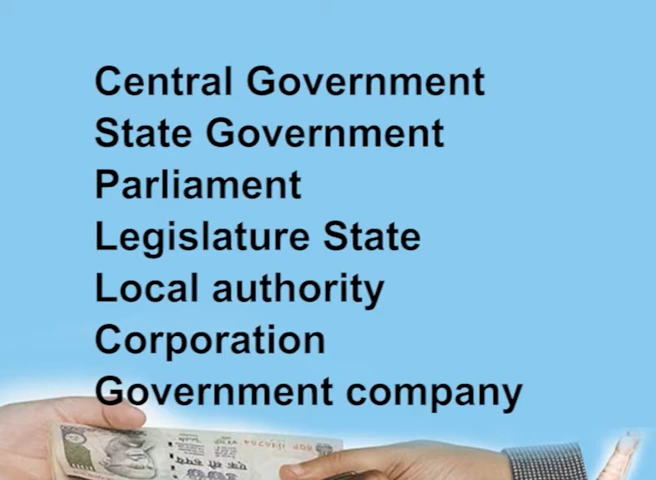 Central Government
State Government
Parliament
Legislature State
Local authority
Corporation
Government company